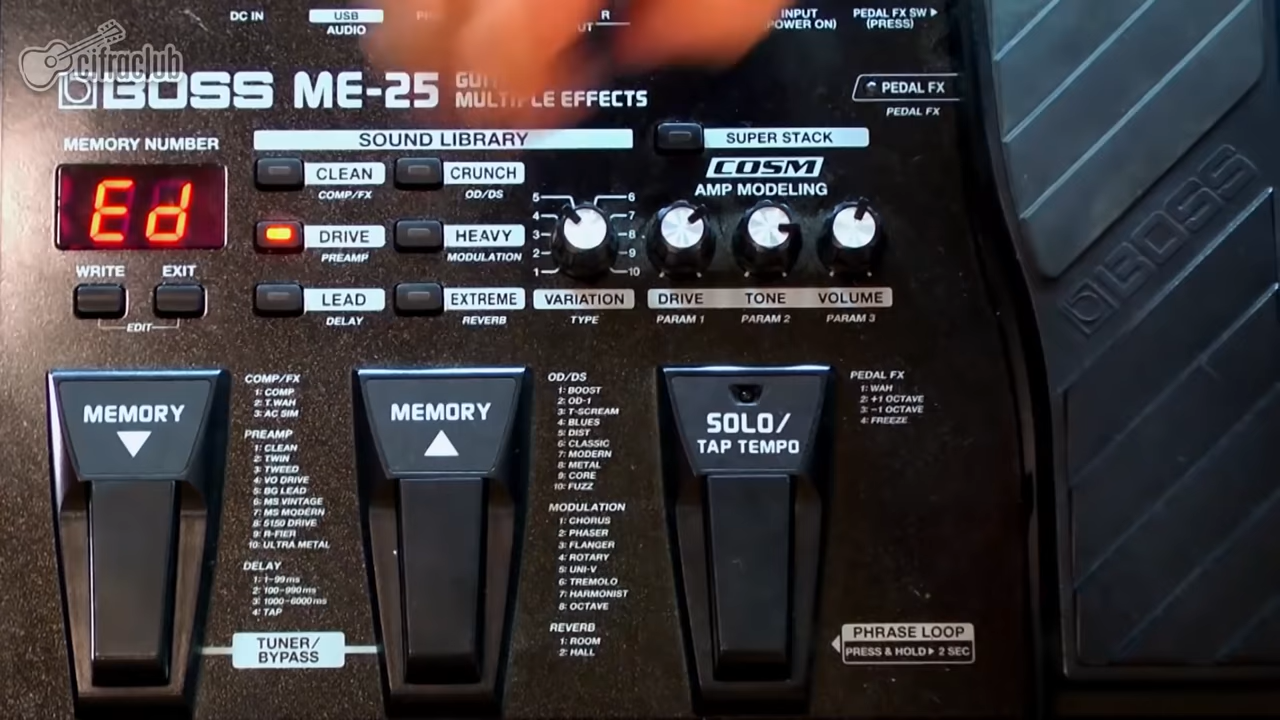 DC IN
USB
AUDIO
R
INPUT
PEDAL FX SW
(PRESS)
cifraclub
BOSS ME-25
MULTIPLE EFFECTS
PEDAL FX
PEDAL FX
MEMORY NUMBER
SOUND LIBRARY
SUPER STACK
COSM
AMP MODELING
CLEAN
COMP/FX
CRUNCH
OD/DS
Ed
DRIVE
PREAMP
HEAVY
MODULATION
5 6
4 7
3 8
2 9
1 10
WRITE EXIT
EDIT
LEAD
DELAY
EXTREME
REVERB
VARIATION
TYPE
DRIVE TONE VOLUME
PARAM 1 PARAM 2 PARAM 3
MEMORY
MEMORY
SOLO/
TAP TEMPO
COMP/FX
1: COMP
2: T.WAH
3: AC SIM
PREAMP
1: CLEAN
2: TWIN
3: TWEED
4: VO DRIVE
5: BG LEAD
6: MS VINTAGE
7: MS MODERN
8: 5150 DRIVE
9: R-FIER
10: ULTRA METAL
DELAY
1: 1-99ms
2: 100-990ms
3: 1000-6000ms
4: TAP
TUNER/
BYPASS
OD/DS
1: BOOST
2: OD-1
3: T-SCREAM
4: BLUES
5: DIST
6: CLASSIC
7: MODERN
8: METAL
9: CORE
10: FUZZ
MODULATION
1: CHORUS
2: PHASER
3: FLANGER
4: ROTARY
5: UNI-V
6: TREMOLO
7: HARMONIST
8: OCTAVE
REVERB
1: ROOM
2: HALL
PEDAL FX
1: WAH
2: +1 OCTAVE
3: -1 OCTAVE
4: FREEZE
PHRASE LOOP
PRESS & HOLD 2 SEC
BOSS